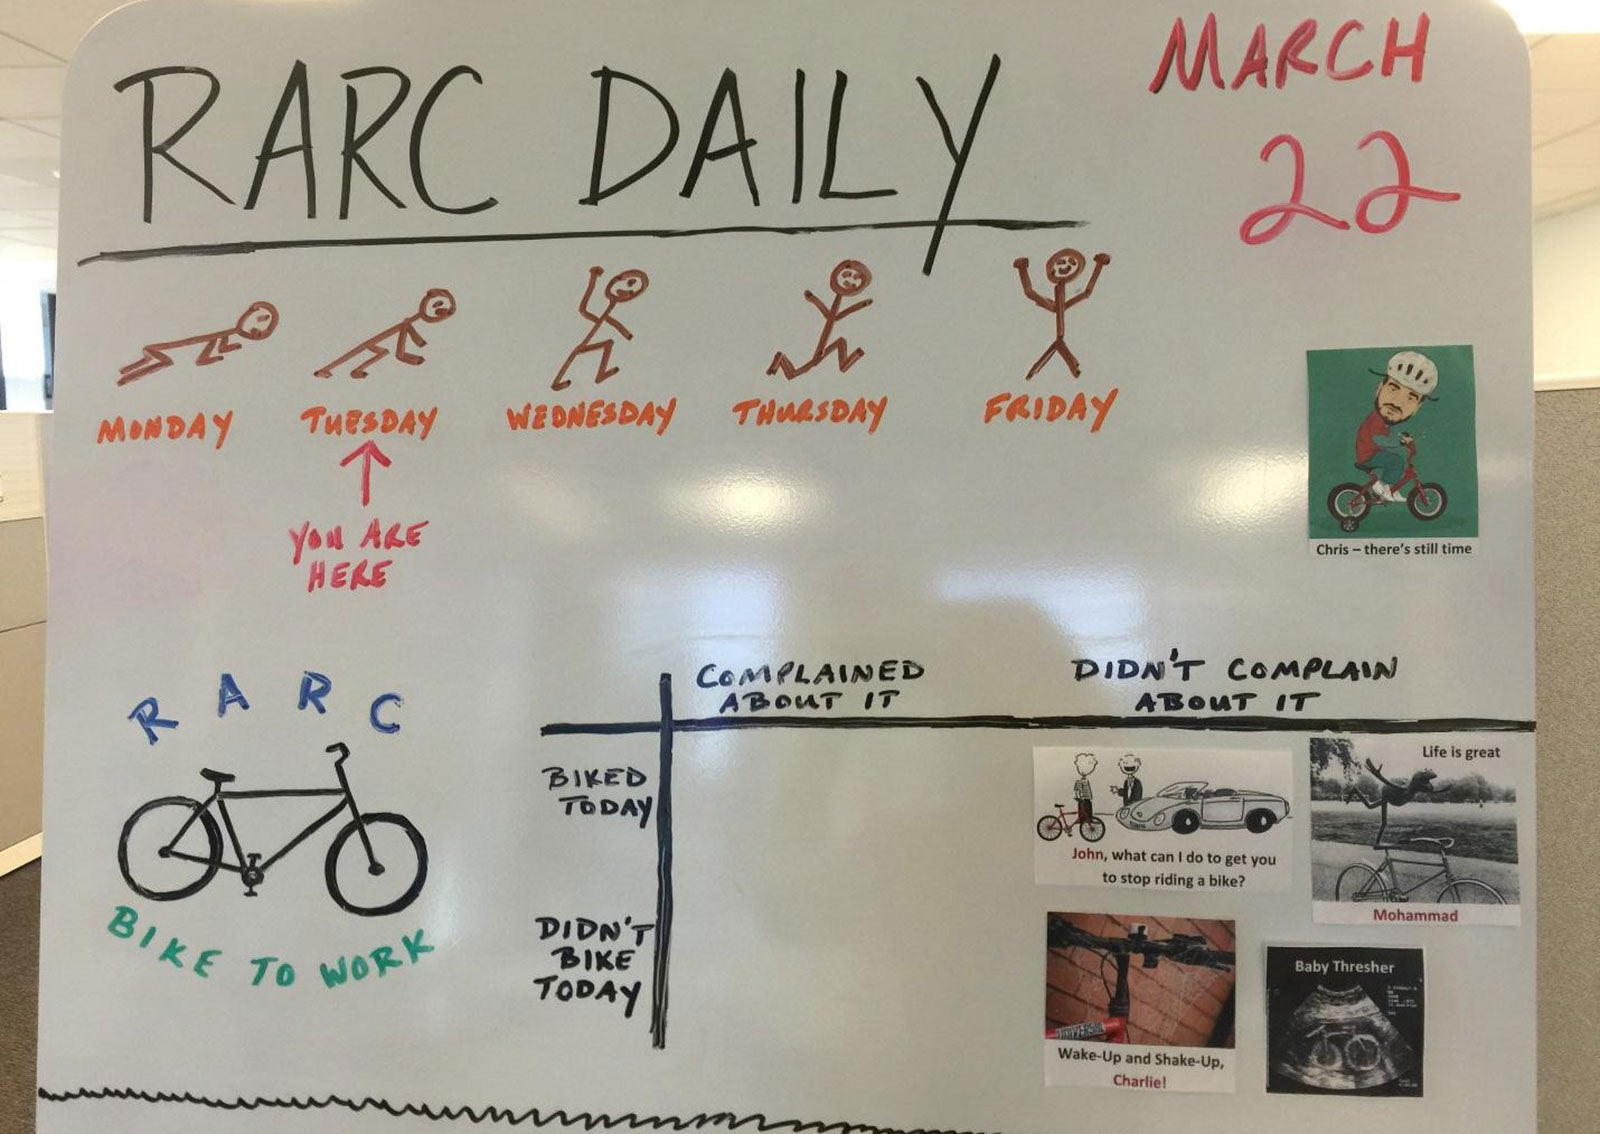 RARC DAILY
MARCH
22
MONDAY
TUESDAY
WEDNESDAY
THURSDAY
FRIDAY
YOU ARE
HERE
Chris – there's still time
R A R C
BIKE TO WORK
COMPLAINED
ABOUT IT
DIDN'T COMPLAIN
ABOUT IT
BIKED
TODAY
John, what can I do to get you
to stop riding a bike?
Life is great
Mohammad
DIDN'T
BIKE
TODAY
Wake-Up and Shake-Up,
Charlie!
Baby Thresher